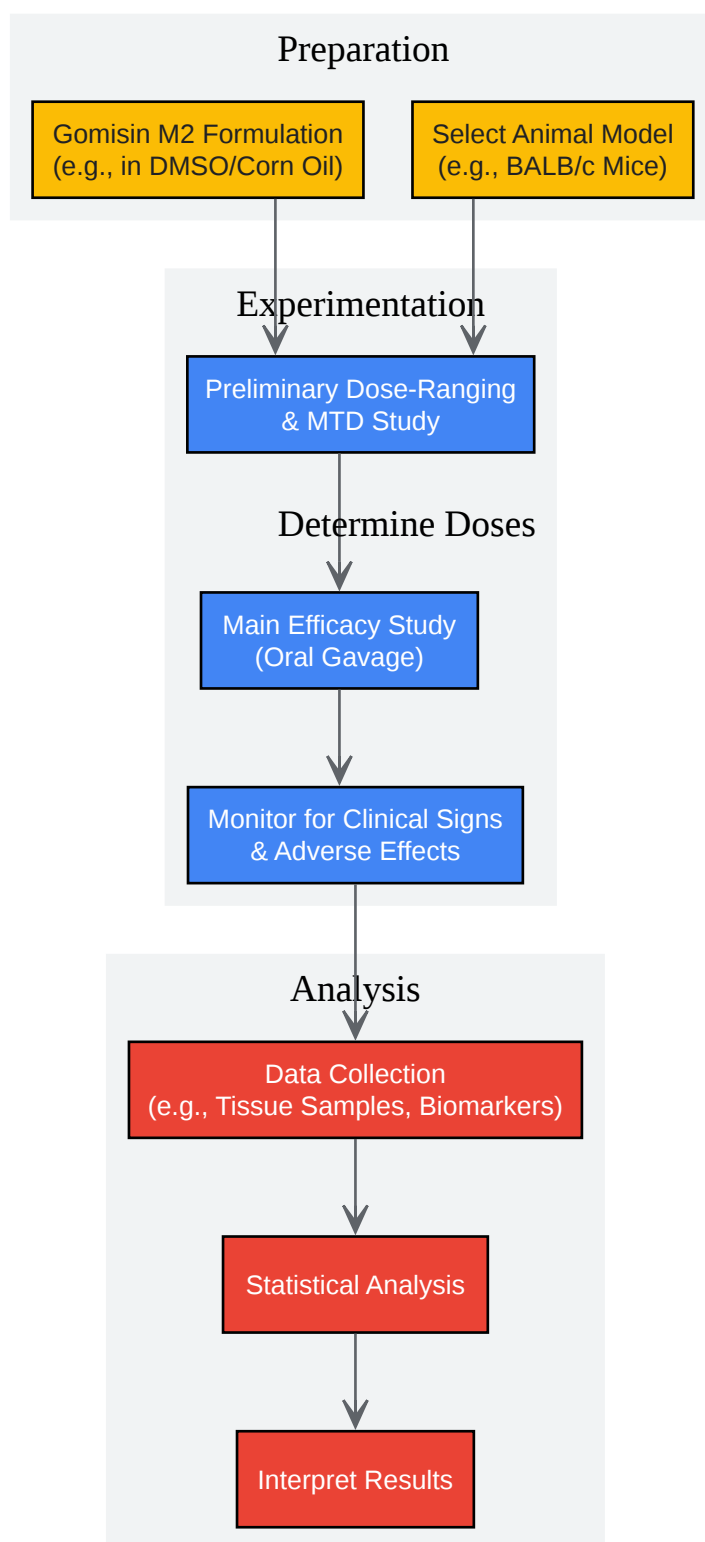 Preparation
Gomisin M2 Formulation
(e.g., in DMSO/Corn Oil)
Select Animal Model
(e.g., BALB/c Mice)
Experimentation
Preliminary Dose-Ranging
& MTD Study
Determine Doses
Main Efficacy Study
(Oral Gavage)
Monitor for Clinical Signs
& Adverse Effects
Analysis
Data Collection
(e.g., Tissue Samples, Biomarkers)
Statistical Analysis
Interpret Results